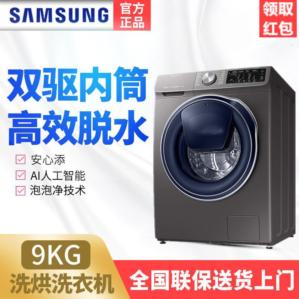 SAMSUNG
官方
正品
领取
红包
双驱内筒
高效脱水
安心添
AI人工智能
泡泡净技术
9KG
洗烘洗衣机
全国联保送货上门